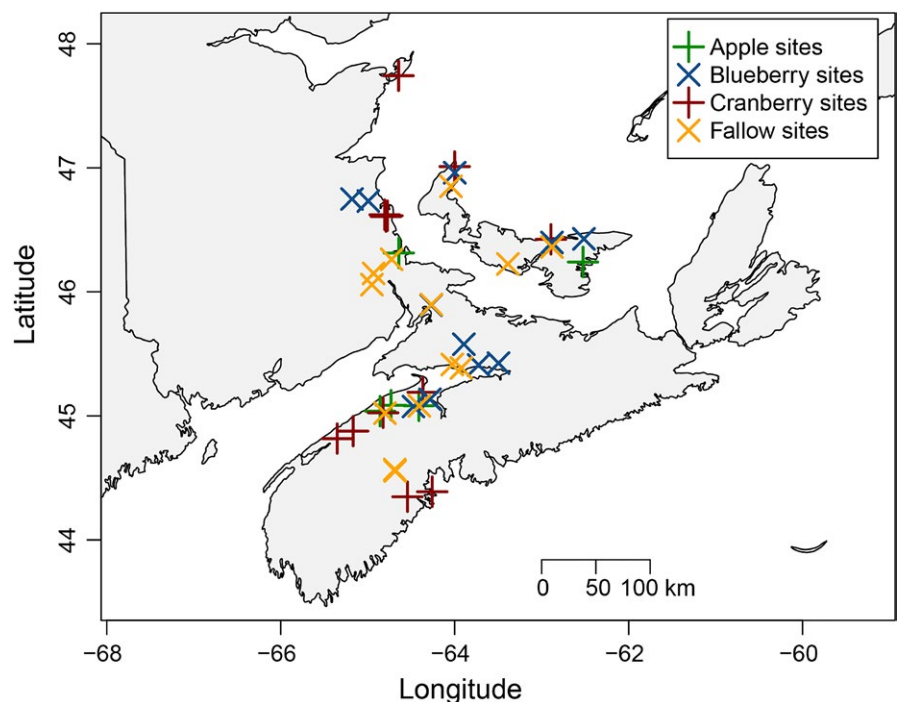 Apple sites
Blueberry sites
Cranberry sites
Fallow sites
48
47
46
45
44
Latitude
0 50 100 km
−68 −66 −64 −62 −60
Longitude